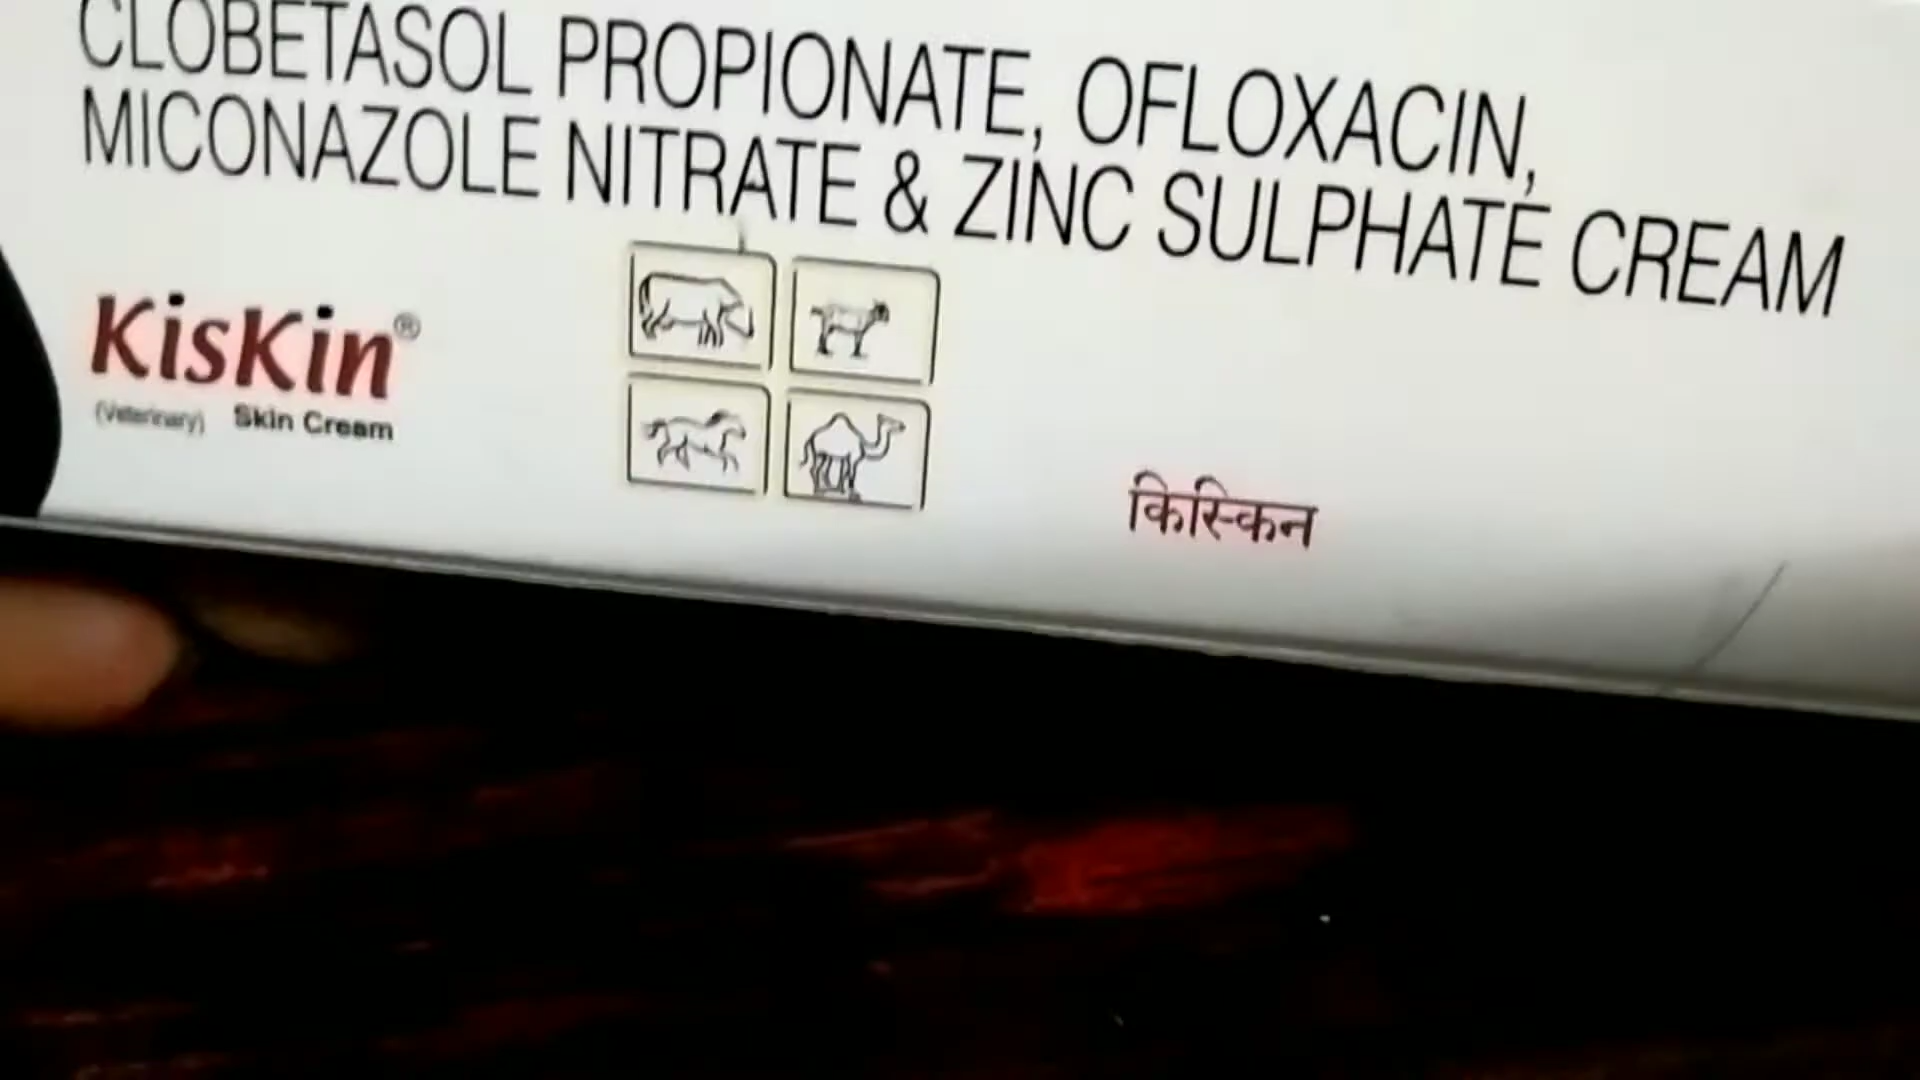 CLOBETASOL PROPIONATE, OFLOXACIN,
MICONAZOLE NITRATE & ZINC SULPHATE CREAM
KisKin®
(Veterinary) Skin Cream
किस्किन